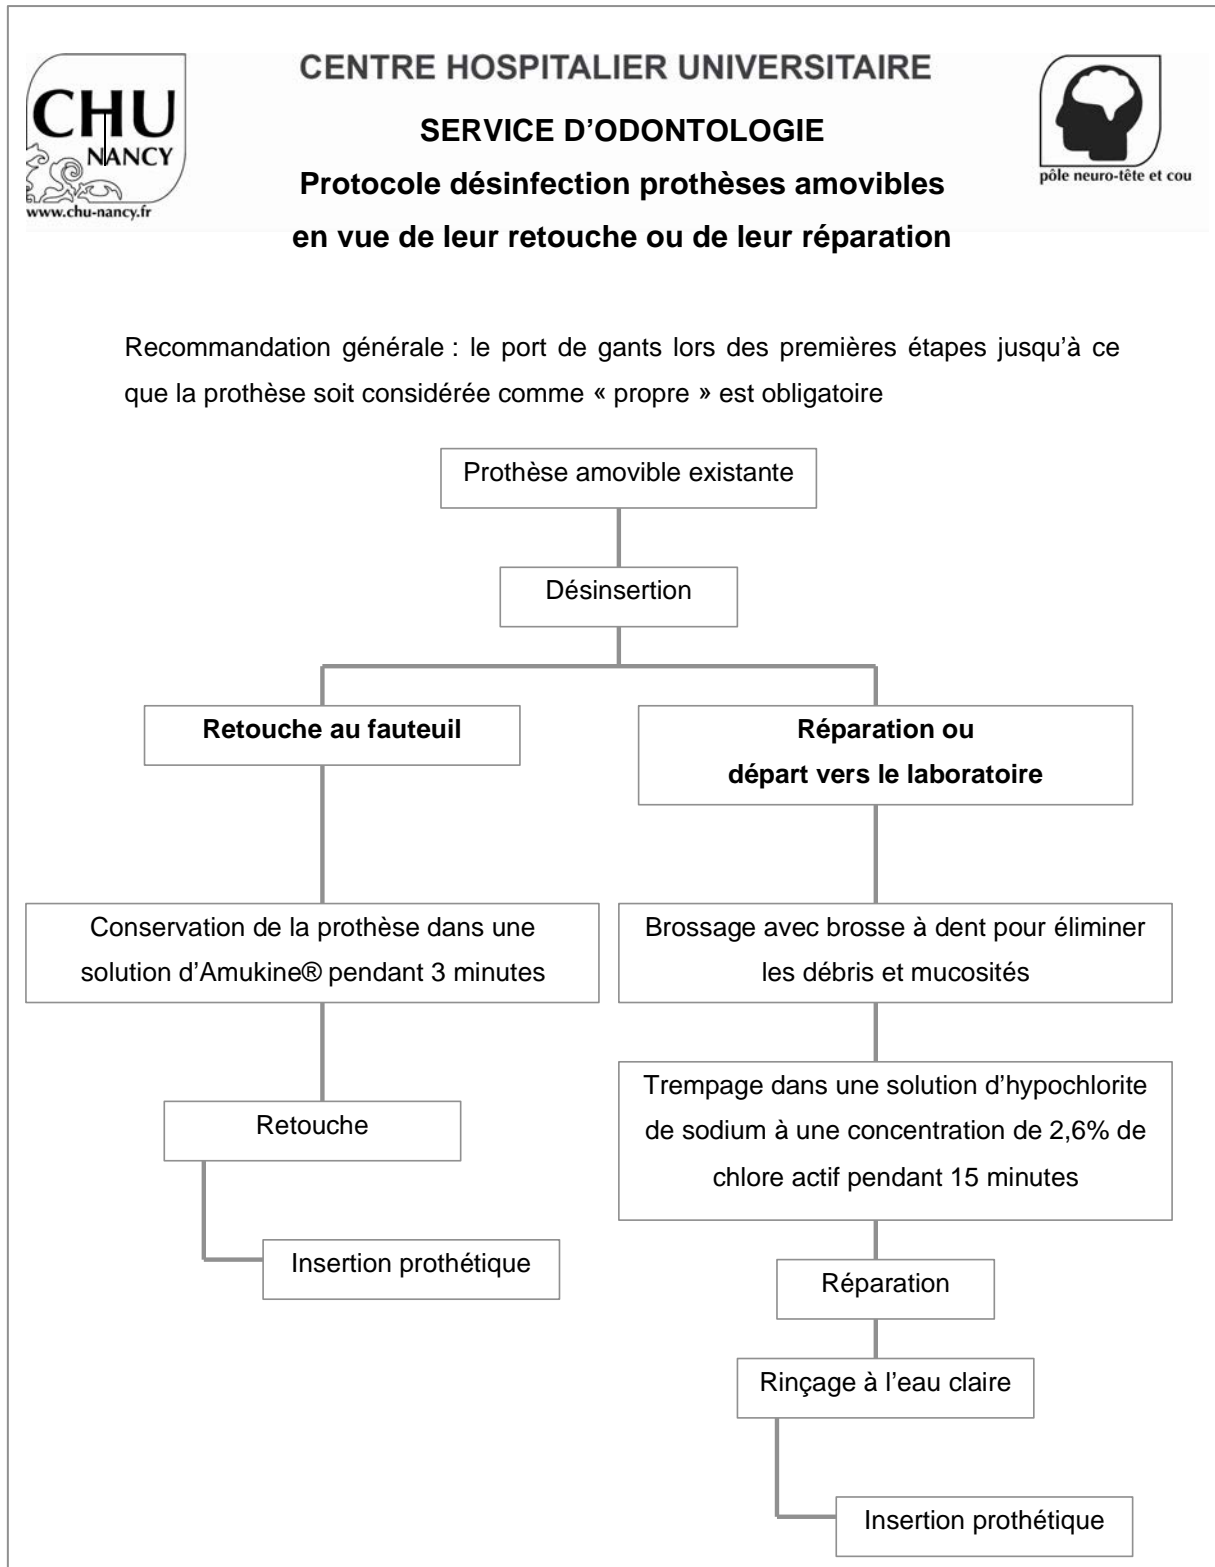 CENTRE HOSPITALIER UNIVERSITAIRE
CHU
NANCY
www.chu-nancy.fr
SERVICE D'ODONTOLOGIE
Protocole désinfection prothèses amovibles
en vue de leur retouche ou de leur réparation
pôle neuro-tête et cou
Recommandation générale : le port de gants lors des premières étapes jusqu'à ce
que la prothèse soit considérée comme « propre » est obligatoire
Prothèse amovible existante
Désinsertion
Retouche au fauteuil
Conservation de la prothèse dans une
solution d'Amukine® pendant 3 minutes
Retouche
Insertion prothétique
Réparation ou
départ vers le laboratoire
Brossage avec brosse à dent pour éliminer
les débris et mucosités
Trempage dans une solution d'hypochlorite
de sodium à une concentration de 2,6% de
chlore actif pendant 15 minutes
Réparation
Rinçage à l'eau claire
Insertion prothétique